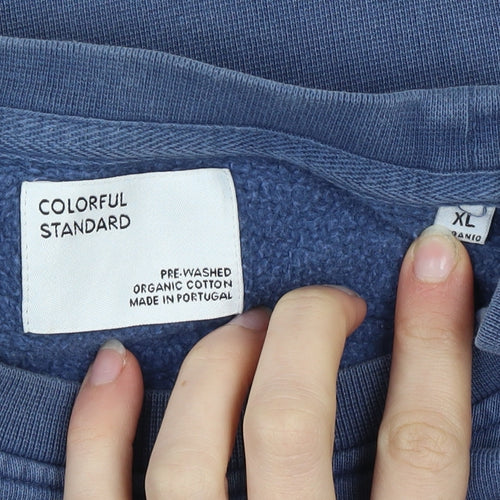 COLORFUL
STANDARD
PRE-WASHED
ORGANIC COTTON
MADE IN PORTUGAL
XL